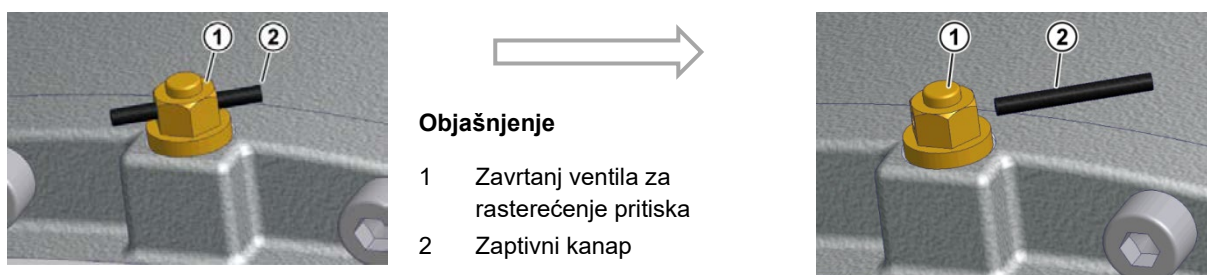 1 2
Objašnjenje
1 Zavrtanj ventila za
rasterećenje pritiska
2 Zaptivni kanap
1 2